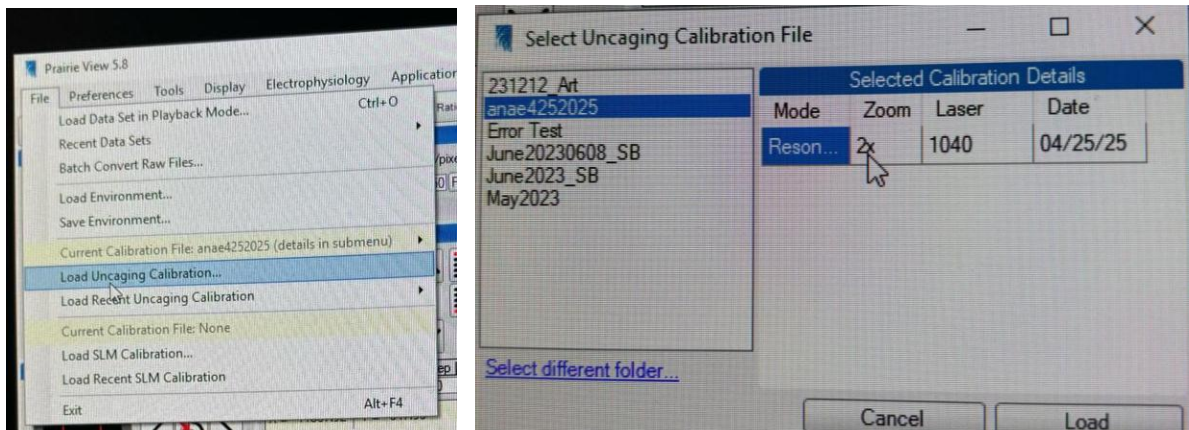 Prairie View 5.8
File Preferences Tools Display Electrophysiology Application
Load Data Set in Playback Mode... Ctrl+O
Recent Data Sets
Batch Convert Raw Files...
Load Environment...
Save Environment...
Current Calibration File: anae4252025 (details in submenu)
Load Uncaging Calibration...
Load Recent Uncaging Calibration
Current Calibration File: None
Load SLM Calibration...
Load Recent SLM Calibration
Exit Alt+F4
Select Uncaging Calibration File
231212_Art
anae4252025
Error Test
June20230608_SB
June2023_SB
May2023
Select different folder...
Selected Calibration Details
Mode Zoom Laser Date
Reson... 2x 1040 04/25/25
Cancel Load